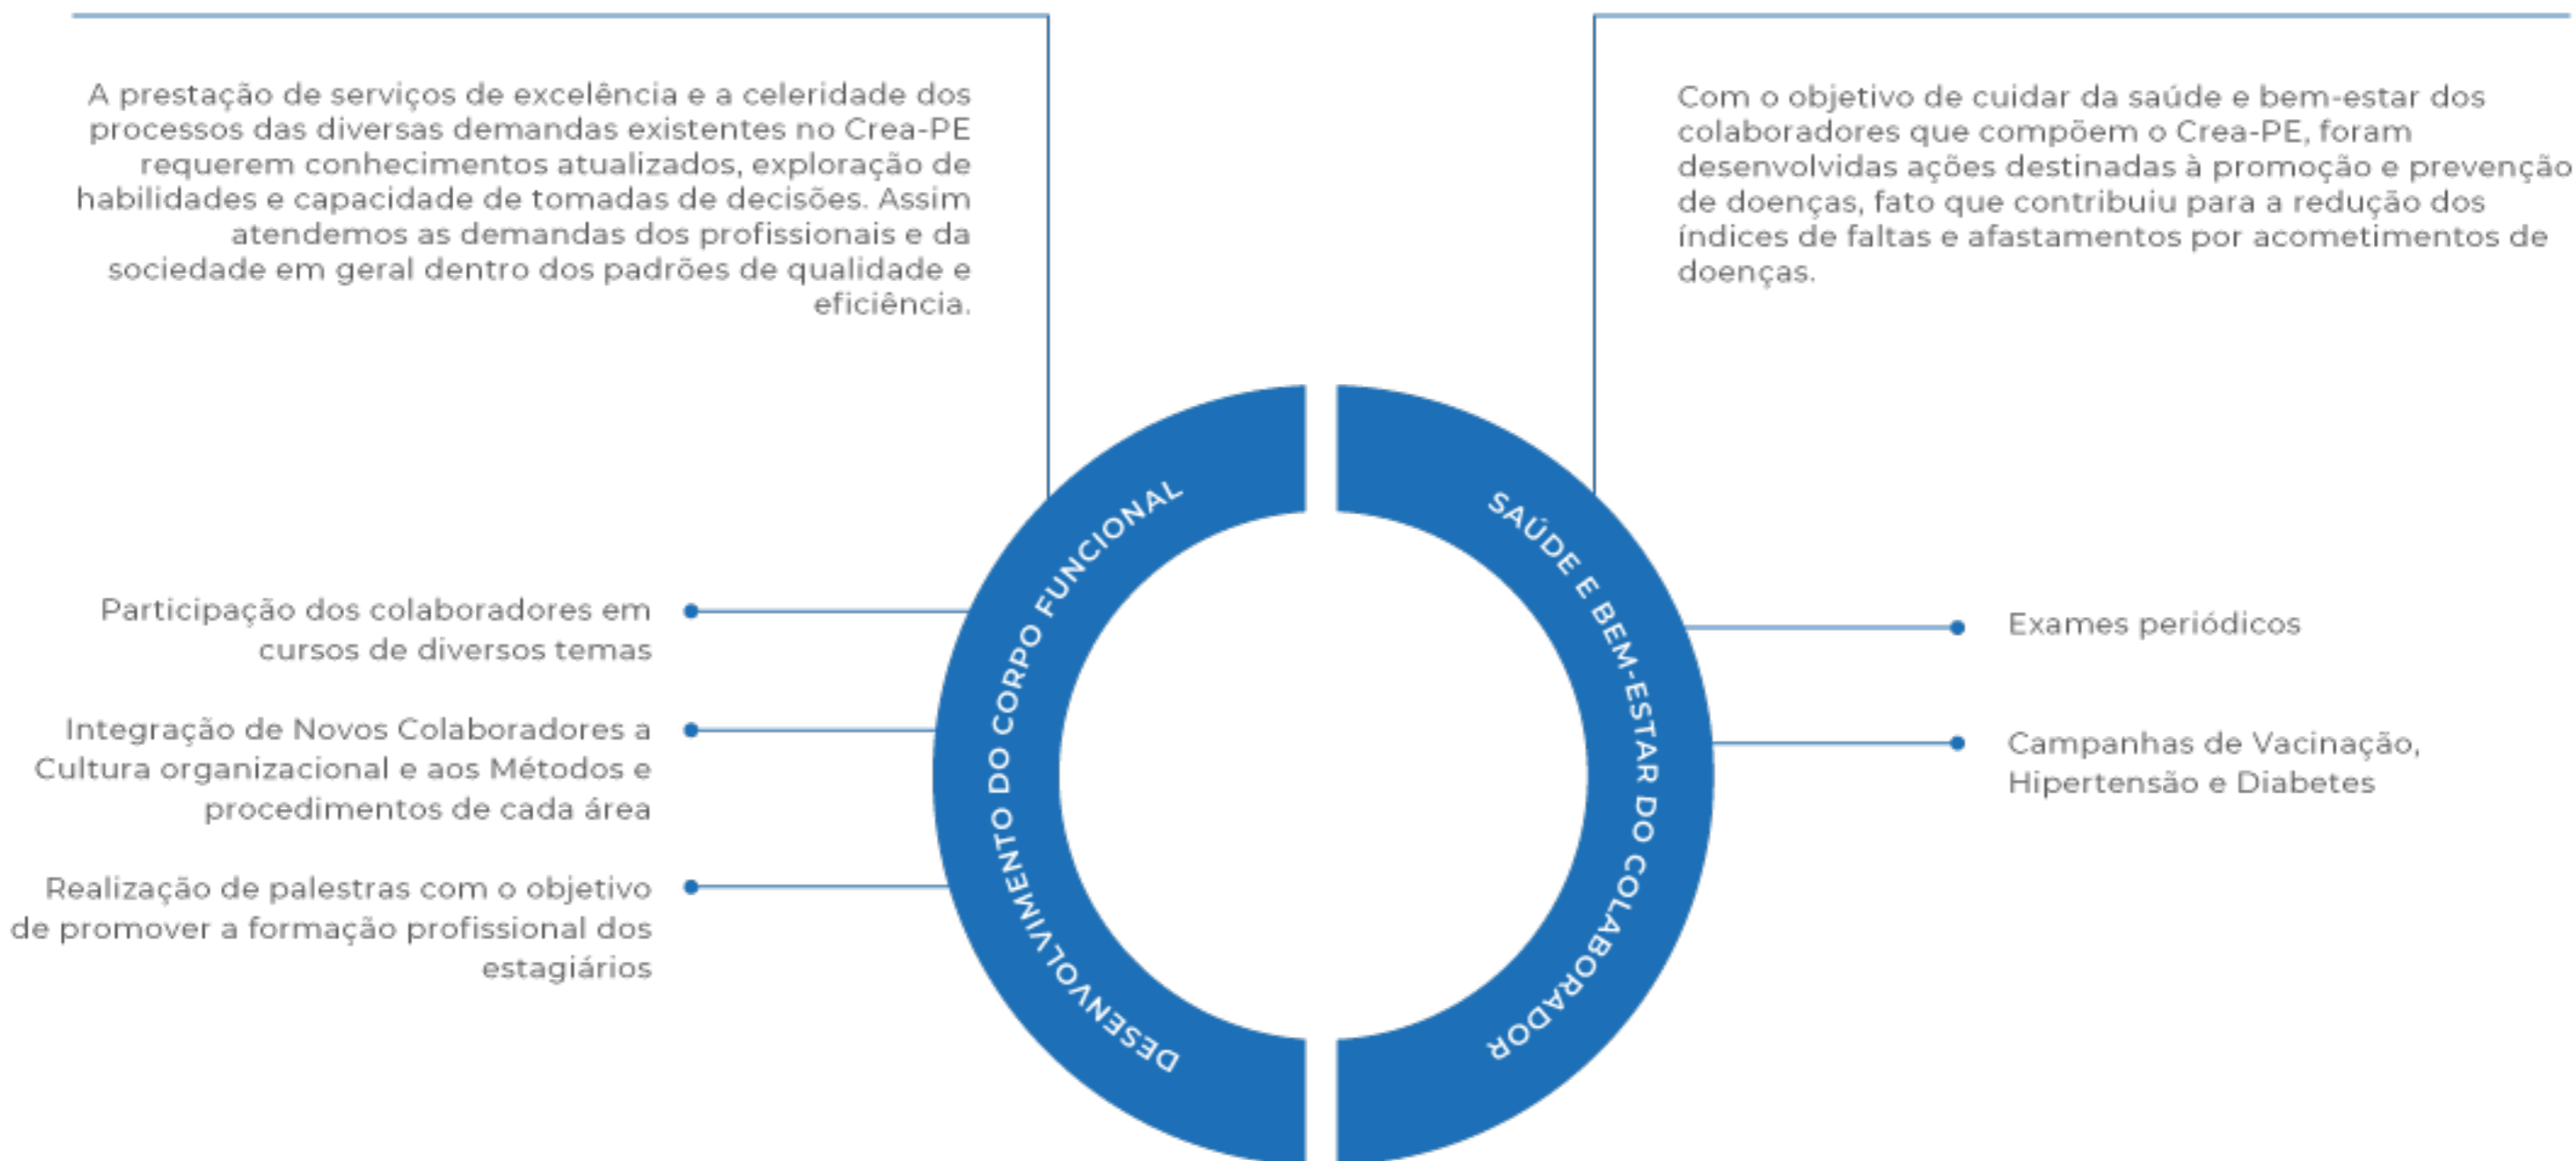 A prestação de serviços de excelência e a celeridade dos
processos das diversas demandas existentes no Crea-PE
requerem conhecimentos atualizados, exploração de
habilidades e capacidade de tomadas de decisões. Assim
atendemos as demandas dos profissionais e da
sociedade em geral dentro dos padrões de qualidade e
eficiência.
DESENVOLVIMENTO DO CORPO FUNCIONAL
Participação dos colaboradores em
cursos de diversos temas
Integração de Novos Colaboradores a
Cultura organizacional e aos Métodos e
procedimentos de cada área
Realização de palestras com o objetivo
de promover a formação profissional dos
estagiários
Com o objetivo de cuidar da saúde e bem-estar dos
colaboradores que compõem o Crea-PE, foram
desenvolvidas ações destinadas à promoção e prevenção
de doenças, fato que contribuiu para a redução dos
índices de faltas e afastamentos por acometimentos de
doenças.
SAÚDE E BEM-ESTAR DO COLABORADOR
Exames periódicos
Campanhas de Vacinação,
Hipertensão e Diabetes